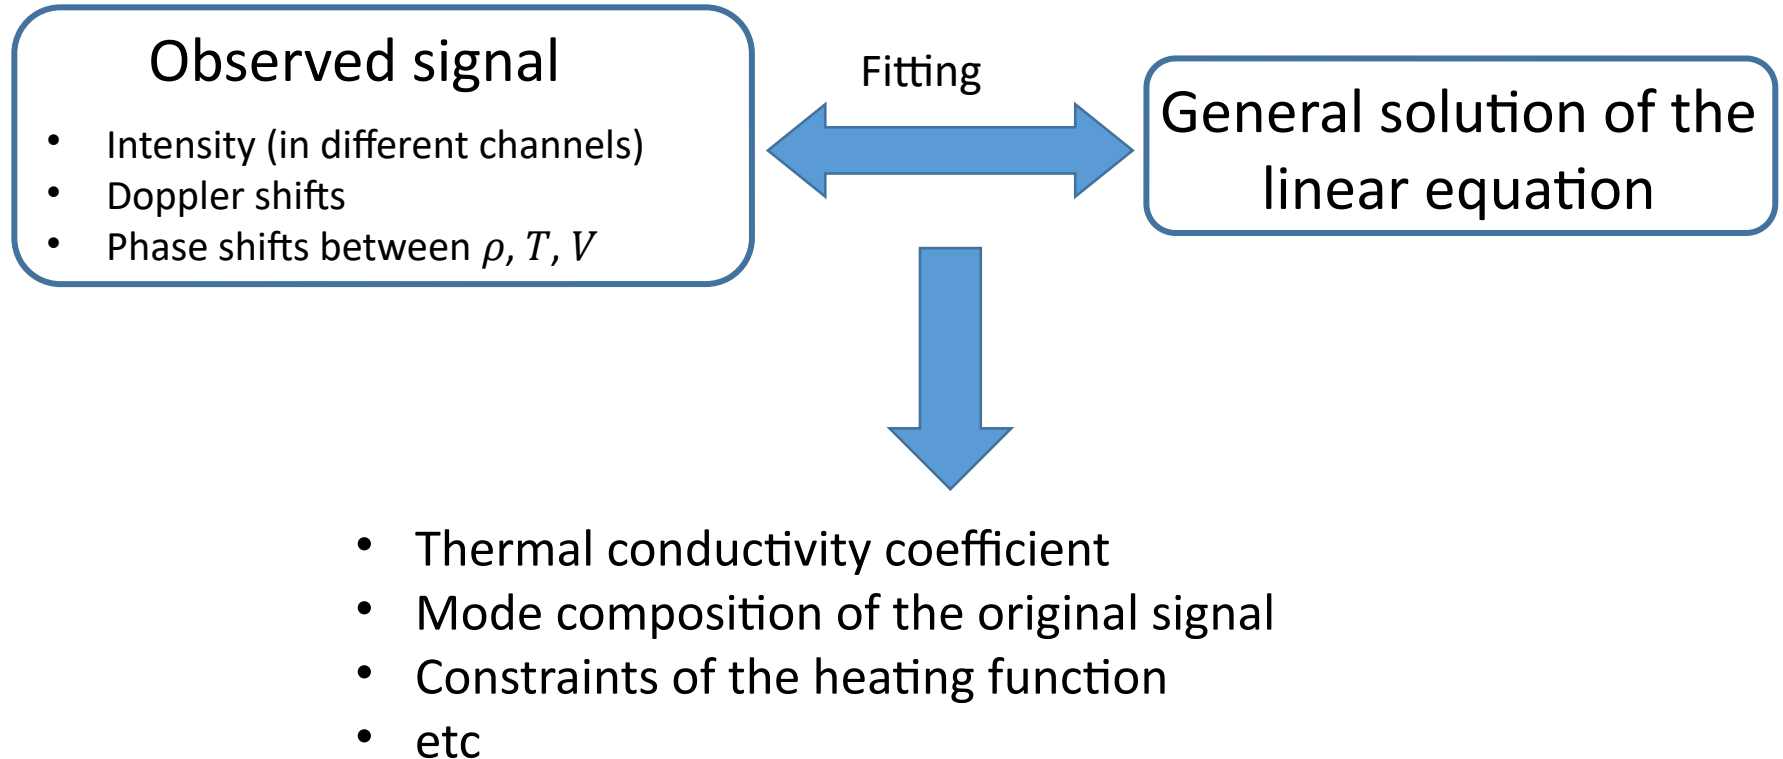 Observed signal
• Intensity (in different channels)
• Doppler shifts
• Phase shifts between ρ, T, V
Fitting
General solution of the
linear equation
• Thermal conductivity coefficient
• Mode composition of the original signal
• Constraints of the heating function
• etc